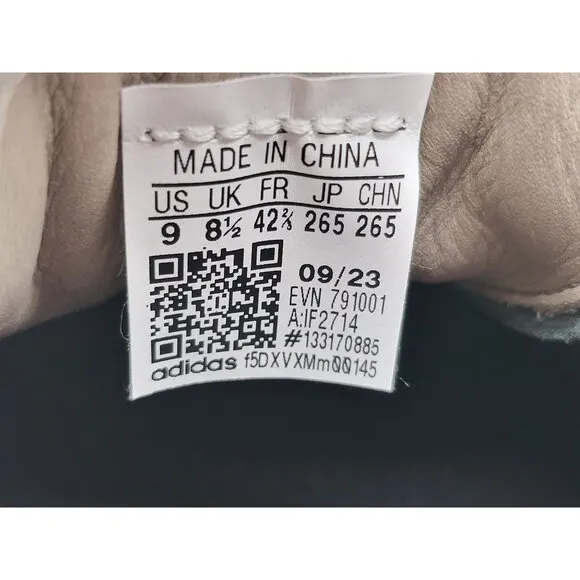 MADE IN CHINA
US UK FR JP CHN
9 8½ 42⅔ 265 265
09/23
EVN 791001
A:IF2714
#133170885
adidas f5DXVXMm00145